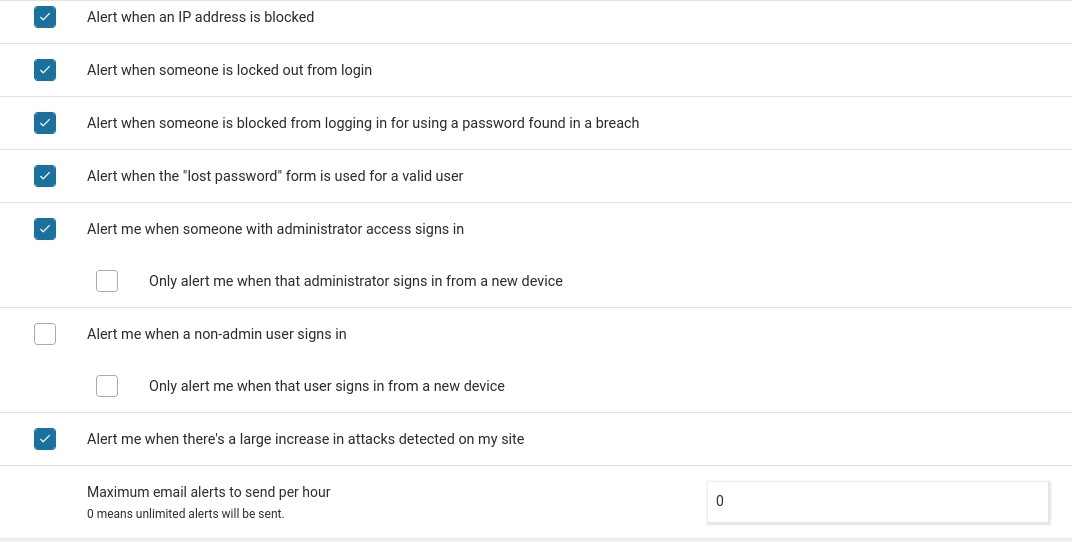 Alert when an IP address is blocked
Alert when someone is locked out from login
Alert when someone is blocked from logging in for using a password found in a breach
Alert when the "lost password" form is used for a valid user
Alert me when someone with administrator access signs in
Only alert me when that administrator signs in from a new device
Alert me when a non-admin user signs in
Only alert me when that user signs in from a new device
Alert me when there's a large increase in attacks detected on my site
Maximum email alerts to send per hour
0 means unlimited alerts will be sent.
0